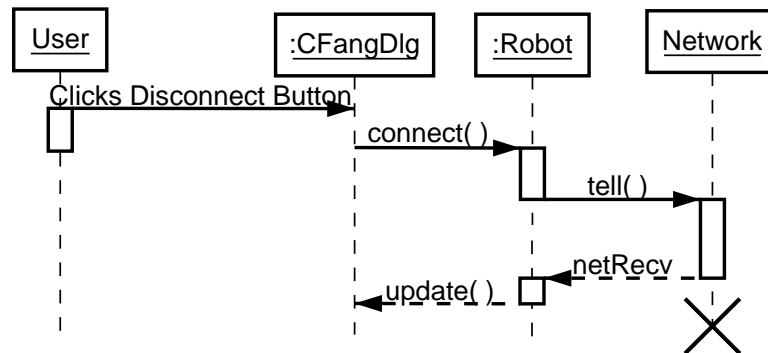 User
:CFangDlg
:Robot
Network
Clicks Disconnect Button
connect( )
tell( )
netRecv
update( )